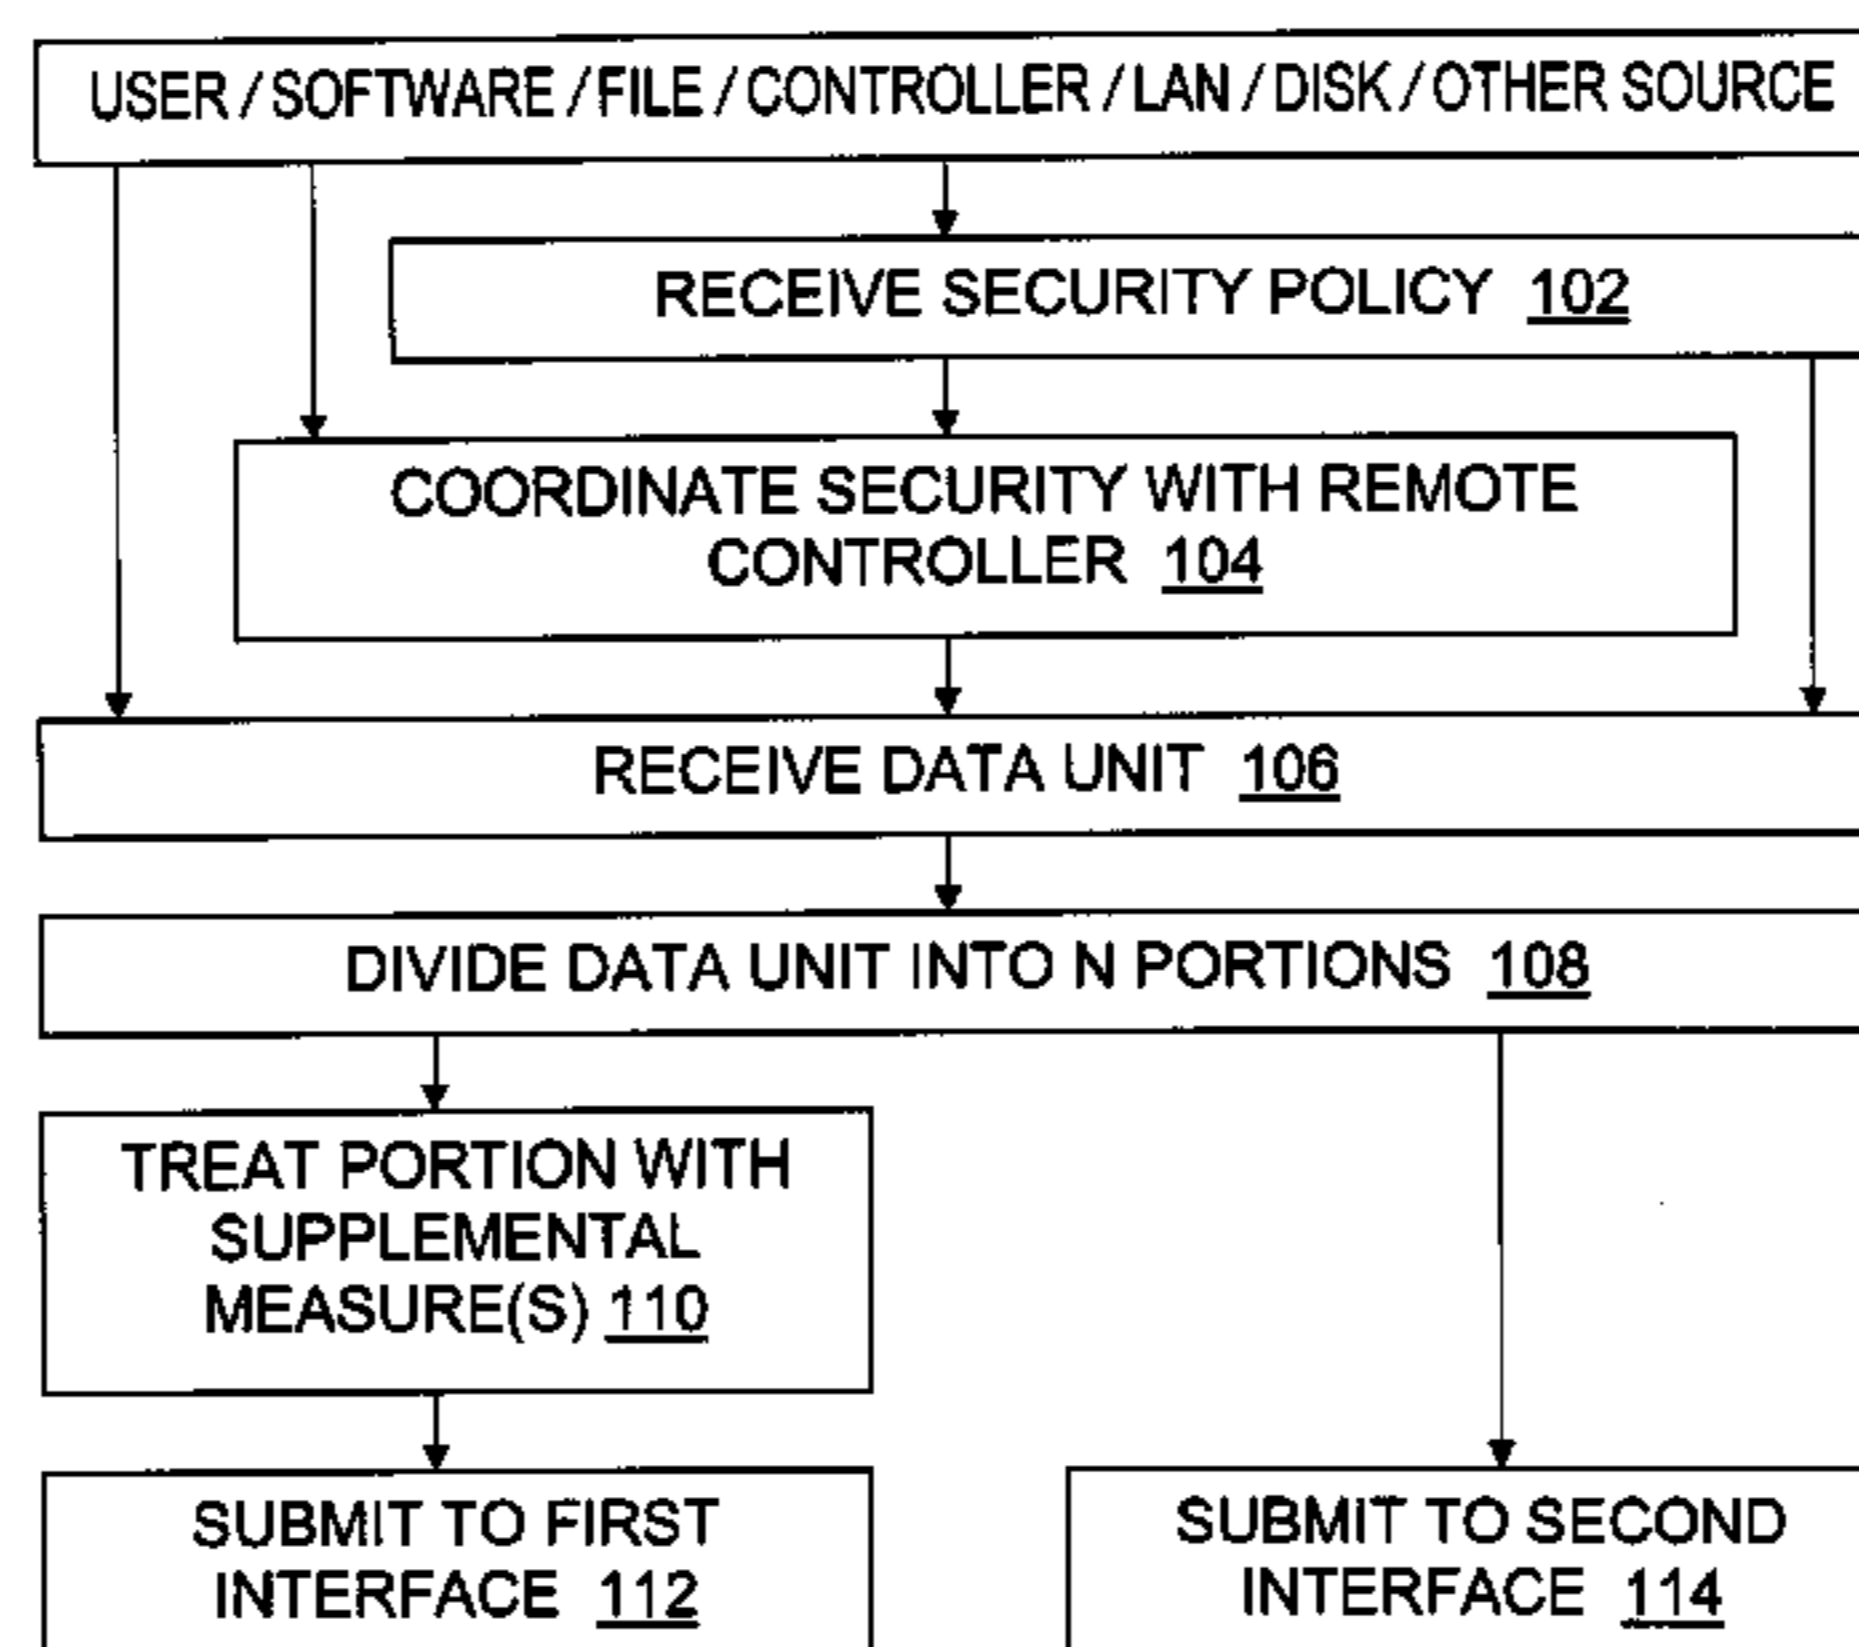 USER / SOFTWARE / FILE / CONTROLLER / LAN / DISK / OTHER SOURCE
RECEIVE SECURITY POLICY 102
COORDINATE SECURITY WITH REMOTE
CONTROLLER 104
RECEIVE DATA UNIT 106
DIVIDE DATA UNIT INTO N PORTIONS 108
TREAT PORTION WITH
SUPPLEMENTAL
MEASURE(S) 110
SUBMIT TO FIRST
INTERFACE 112
SUBMIT TO SECOND
INTERFACE 114